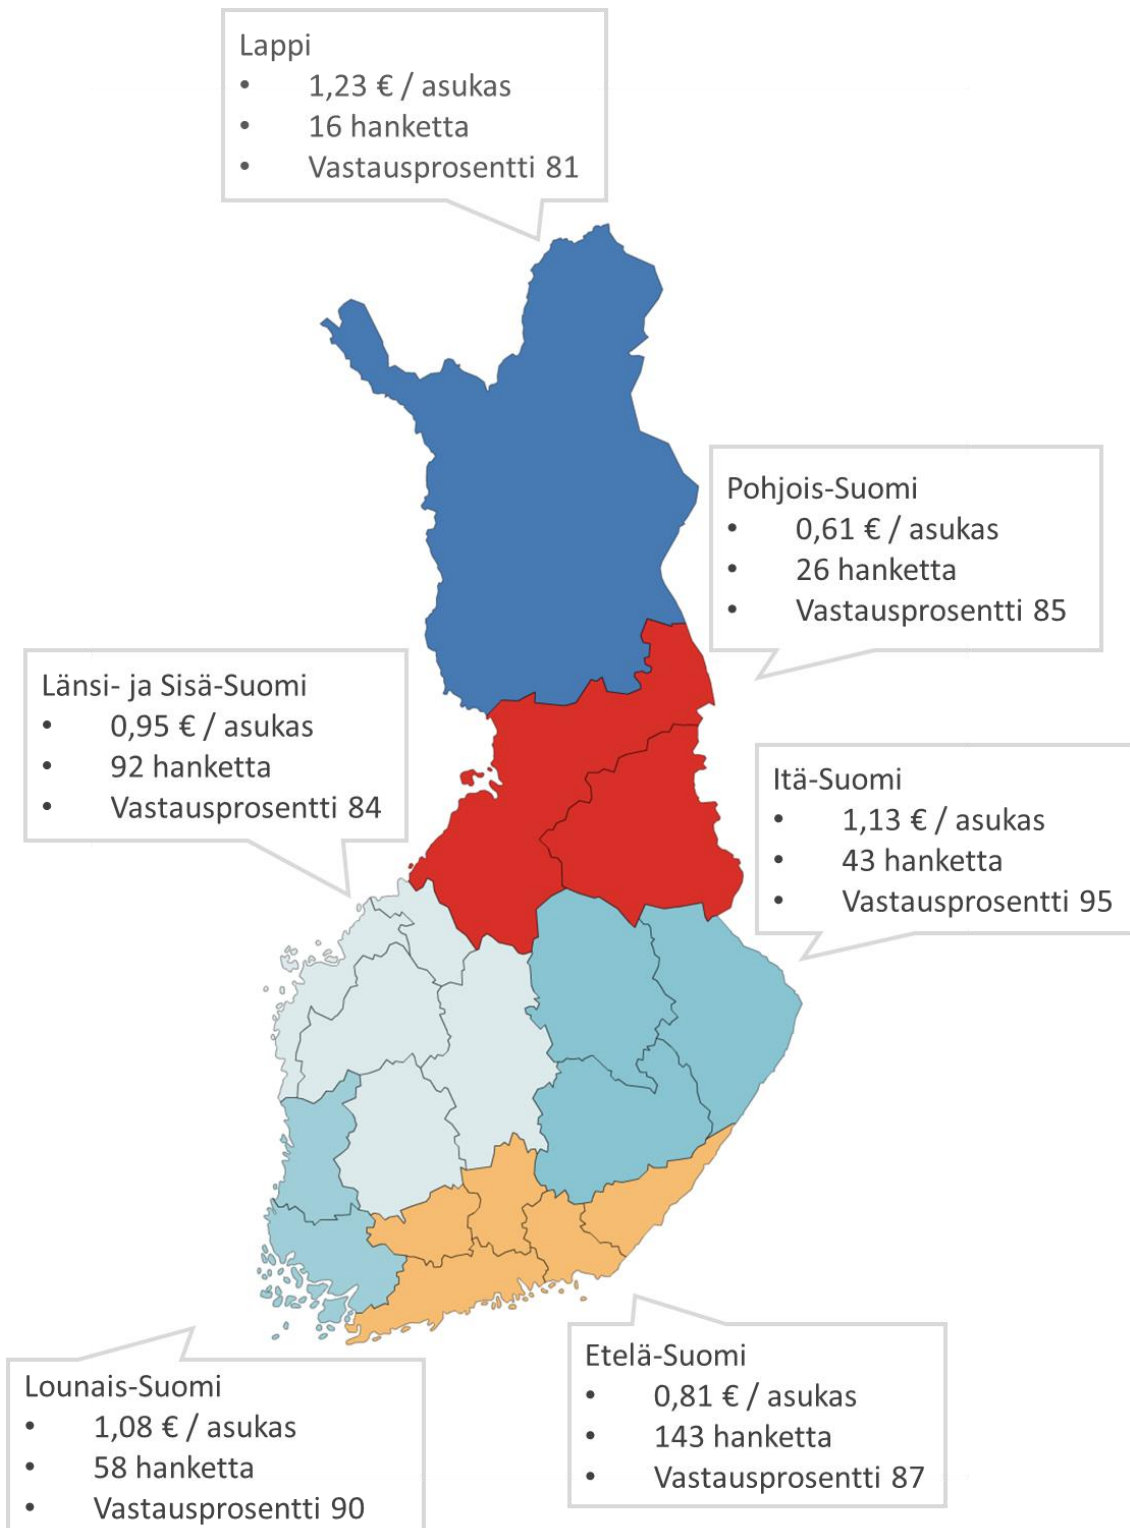 Lappi
• 1,23 € / asukas
• 16 hanketta
• Vastausprosentti 81
Pohjois-Suomi
• 0,61 € / asukas
• 26 hanketta
• Vastausprosentti 85
Länsi- ja Sisä-Suomi
• 0,95 € / asukas
• 92 hanketta
• Vastausprosentti 84
Itä-Suomi
• 1,13 € / asukas
• 43 hanketta
• Vastausprosentti 95
Etelä-Suomi
• 0,81 € / asukas
• 143 hanketta
• Vastausprosentti 87
Lounais-Suomi
• 1,08 € / asukas
• 58 hanketta
• Vastausprosentti 90